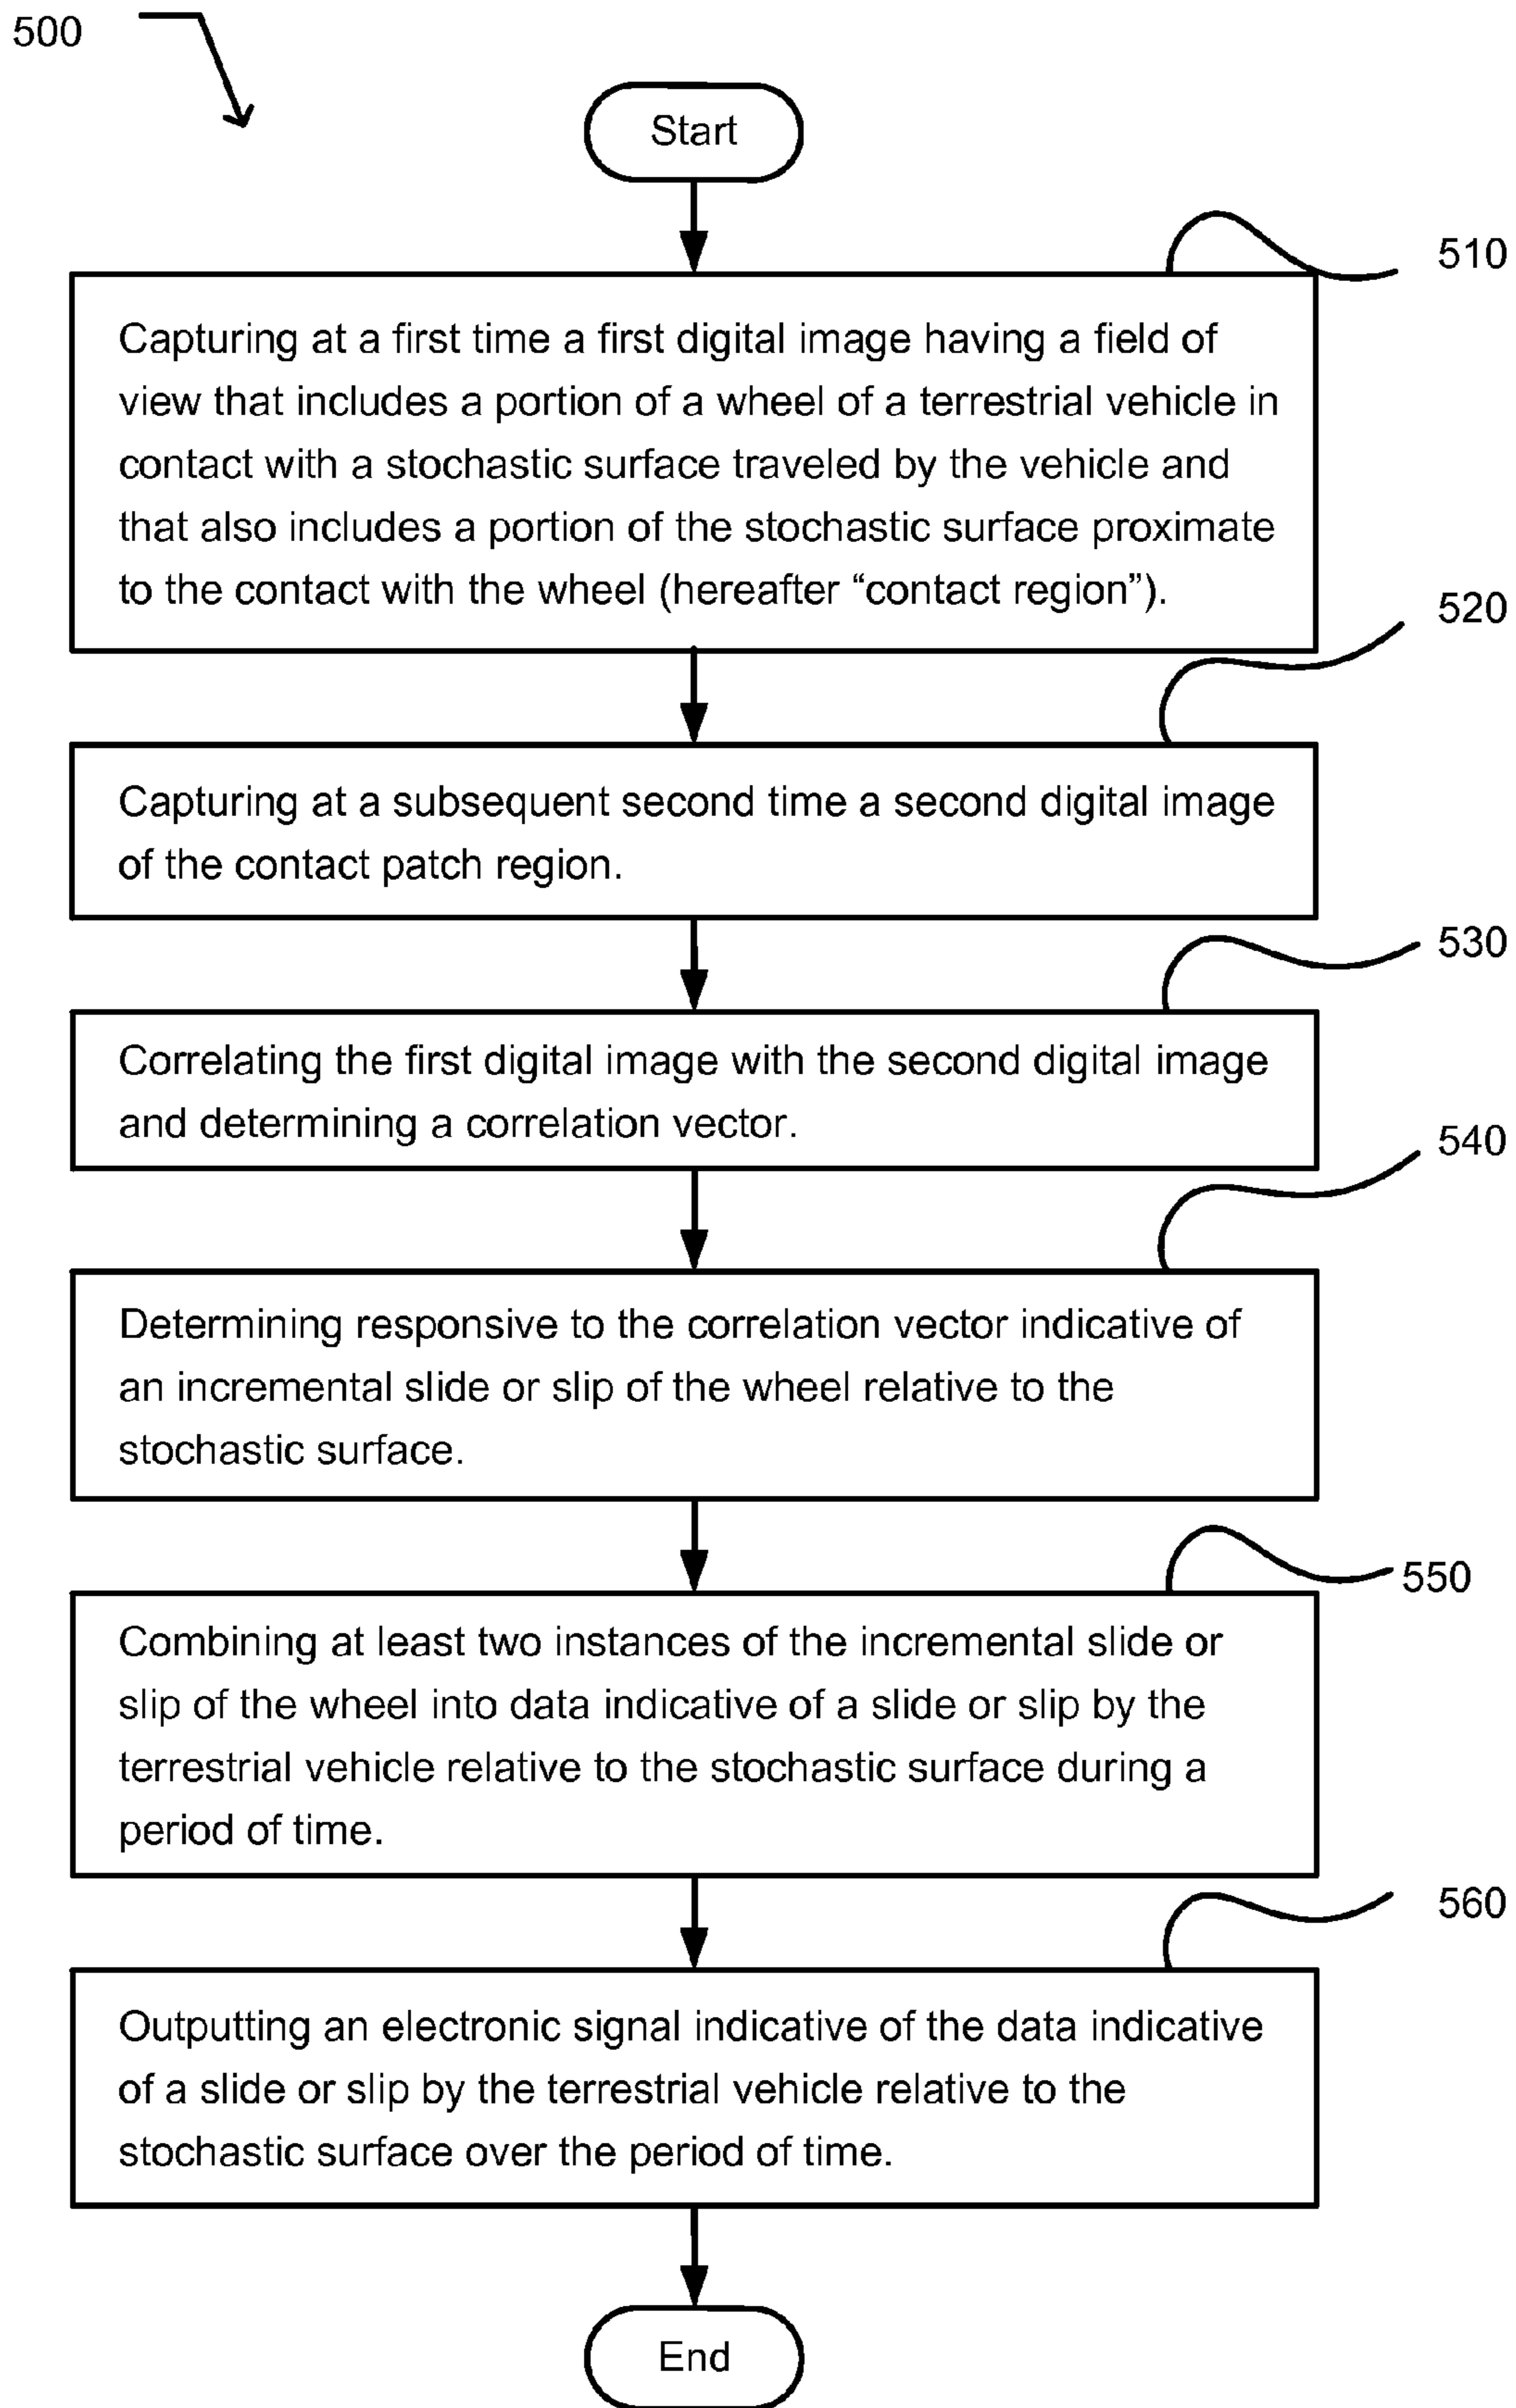 500
Start
510
Capturing at a first time a first digital image having a field of
view that includes a portion of a wheel of a terrestrial vehicle in
contact with a stochastic surface traveled by the vehicle and
that also includes a portion of the stochastic surface proximate
to the contact with the wheel (hereafter “contact region”).
520
Capturing at a subsequent second time a second digital image
of the contact patch region.
530
Correlating the first digital image with the second digital image
and determining a correlation vector.
540
Determining responsive to the correlation vector indicative of
an incremental slide or slip of the wheel relative to the
stochastic surface.
550
Combining at least two instances of the incremental slide or
slip of the wheel into data indicative of a slide or slip by the
terrestrial vehicle relative to the stochastic surface during a
period of time.
560
Outputting an electronic signal indicative of the data indicative
of a slide or slip by the terrestrial vehicle relative to the
stochastic surface over the period of time.
End